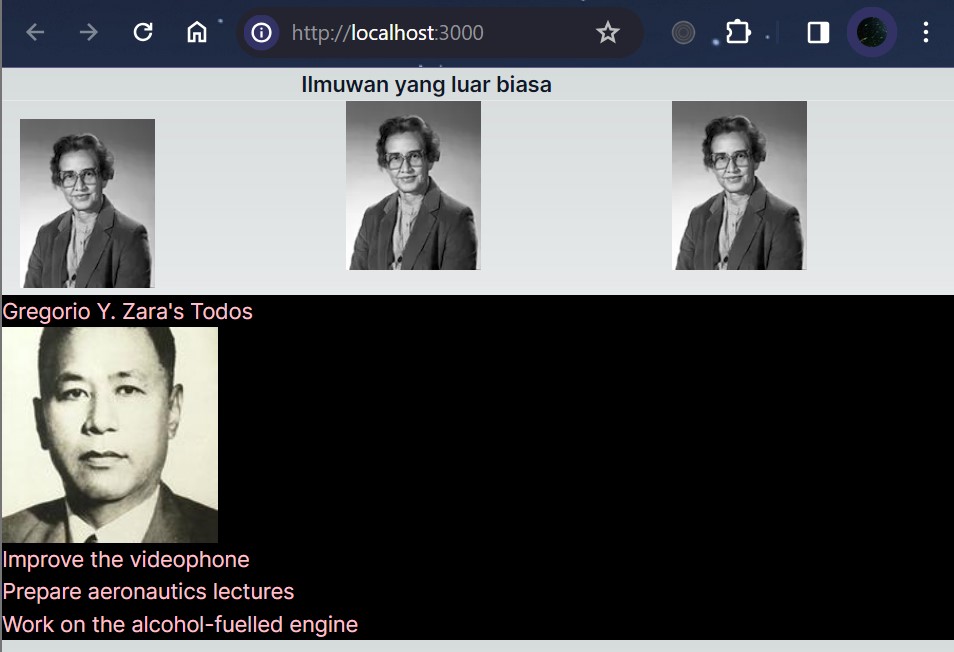 http://localhost:3000
Ilmuwan yang luar biasa
Gregorio Y. Zara's Todos
Improve the videophone
Prepare aeronautics lectures
Work on the alcohol-fuelled engine